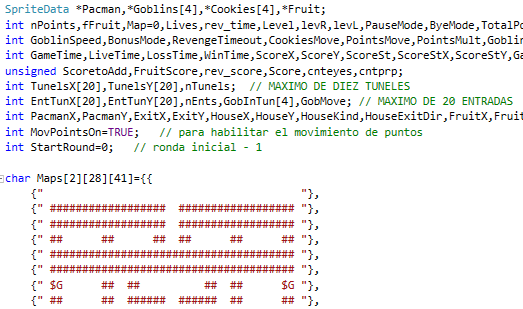 SpriteData *Pacman,*Goblins[4],*Cookies[4],*Fruit;
int nPoints,fFruit,Map=0,Lives,rev_time,Level,levR,levL,PauseMode,ByeMode,TotalPo
int GoblinSpeed,BonusMode,RevengeTimeout,CookiesMove,PointsMove,PointsMult,Goblin
int GameTime,LiveTime,LossTime,WinTime,ScoreX,ScoreY,ScoreSt,ScoreStX,ScoreStY,Ga
unsigned ScoretoAdd,FruitScore,rev_score,Score,cnteyes,cntprp;
int TunelsX[20],TunelsY[20],nTunels;  // MAXIMO DE DIEZ TUNELES
int EntTunX[20],EntTunY[20],nEnts,GobInTun[4],GobMove; // MAXIMO DE 20 ENTRADAS
int PacmanX,PacmanY,ExitX,ExitY,HouseX,HouseY,HouseKind,HouseExitDir,FruitX,Fruit
int MovPointsOn=TRUE;   // para habilitar el movimiento de puntos
int StartRound=0;   // ronda inicial - 1
char Maps[2][28][41]={{
    {"                                        "},
    {" ##################  ################## "},
    {" ##################  ################## "},
    {" ##      ##      ##  ##      ##      ## "},
    {" ###################################### "},
    {" ###################################### "},
    {" $G      ##  ##          ##  ##      $G "},
    {" ##      ##  ######  ######  ##      ## "},